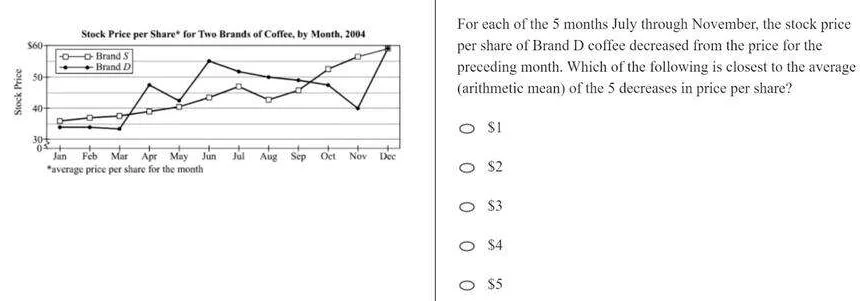 Stock Price per Share* for Two Brands of Coffee, by Month, 2004
$60
Brand S
Brand D
50
Stock Price
40
30
0
Jan Feb Mar Apr May Jun Jul Aug Sep Oct Nov Dec
*average price per share for the month
For each of the 5 months July through November, the stock price
per share of Brand D coffee decreased from the price for the
preceding month. Which of the following is closest to the average
(arithmetic mean) of the 5 decreases in price per share?
$1
$2
$3
$4
$5